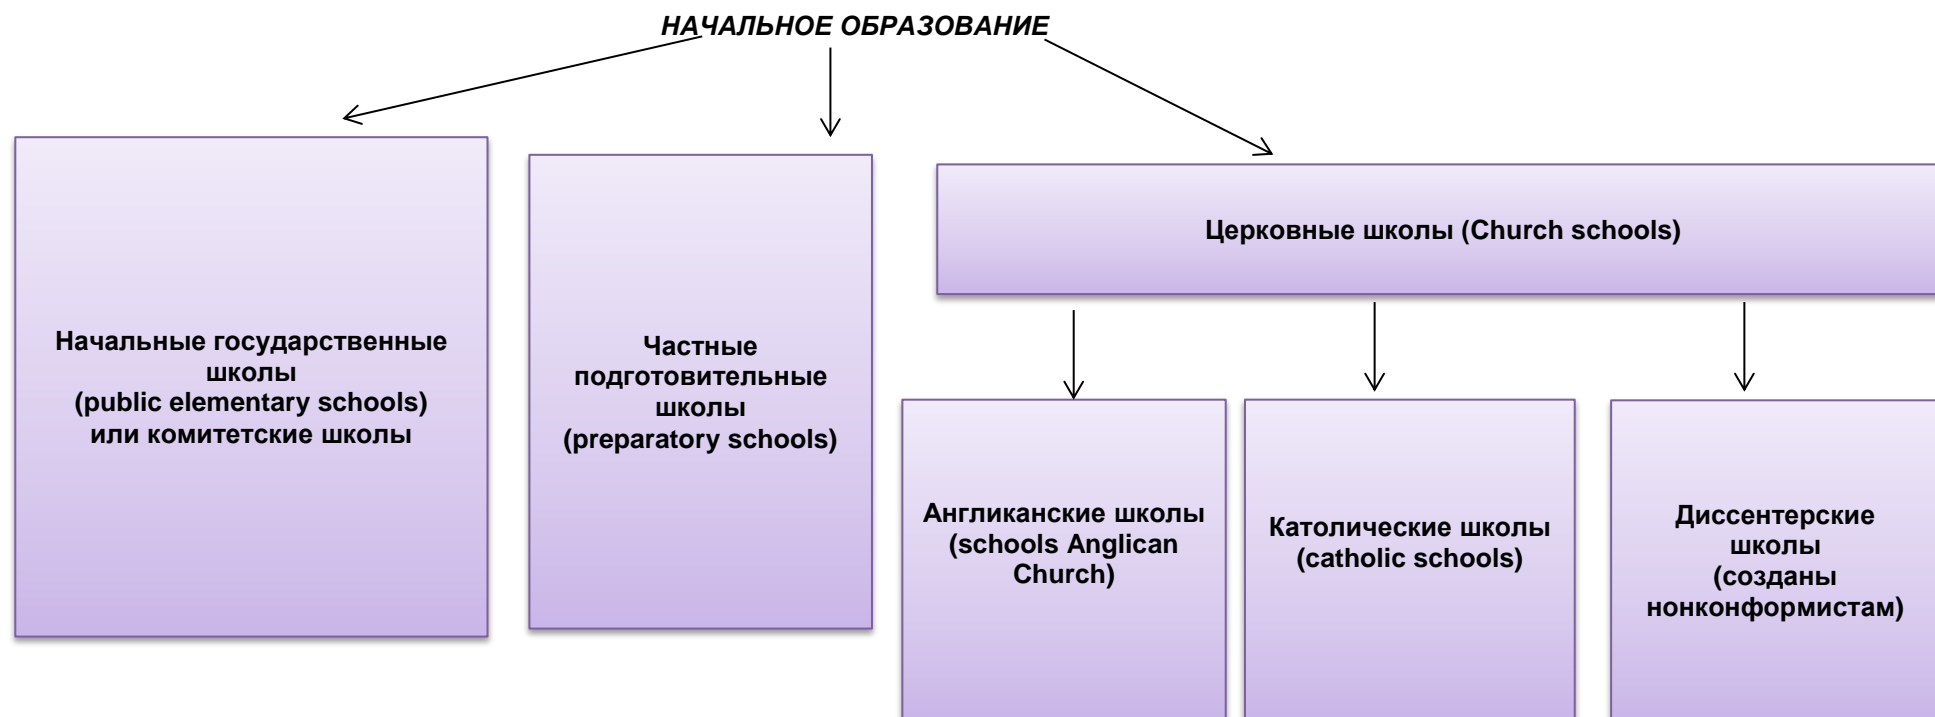 НАЧАЛЬНОЕ ОБРАЗОВАНИЕ
Начальные государственные
школы
(public elementary schools)
или комитетские школы
Частные
подготовительные
школы
(preparatory schools)
Церковные школы (Church schools)
Англиканские школы
(schools Anglican
Church)
Католические школы
(catholic schools)
Диссентерские
школы
(созданы
нонконформистам)